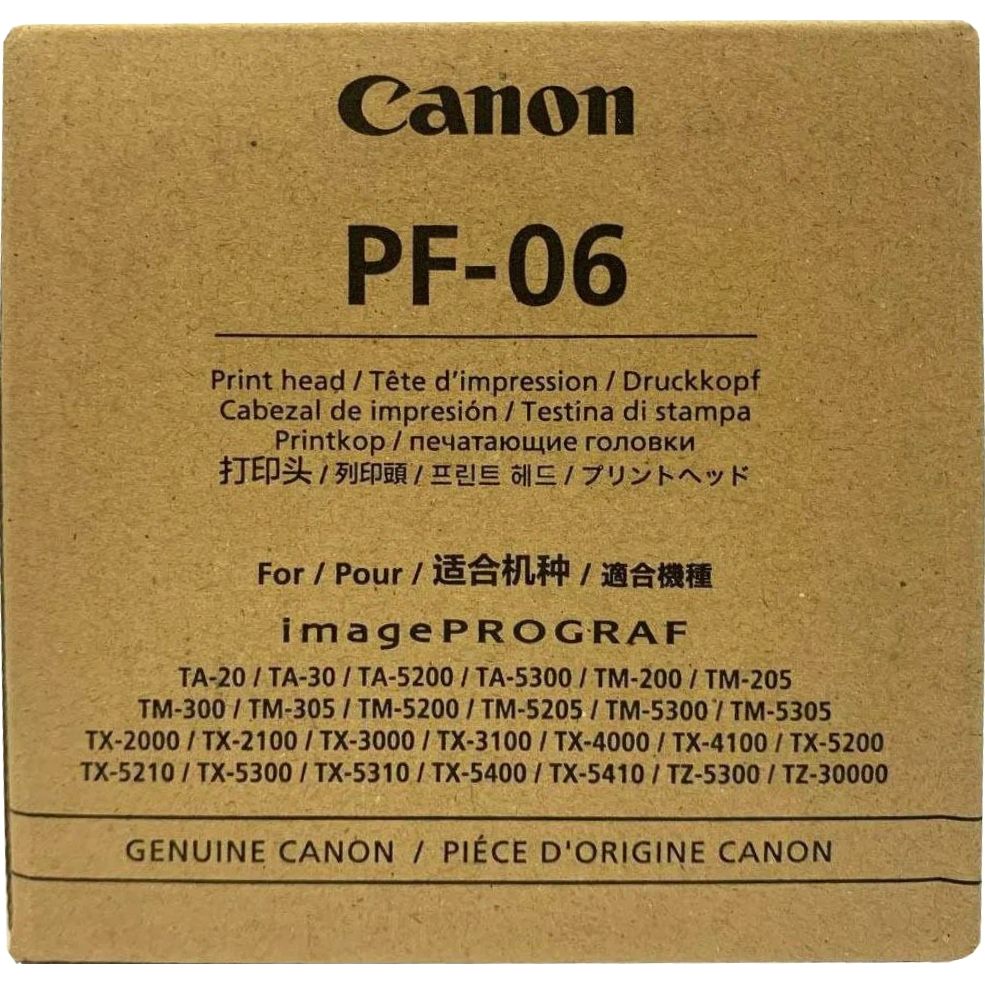 Canon
PF-06
Print head / Tête d'impression / Druckkopf
Cabezal de impresión / Testina di stampa
Printkop / печатающие головки
打印头 / 列印頭 / 프린트 헤드 / プリントヘッド
For / Pour / 适合机种 / 適合機種
imagePROGRAF
TA-20 / TA-30 / TA-5200 / TA-5300 / TM-200 / TM-205
TM-300 / TM-305 / TM-5200 / TM-5205 / TM-5300 / TM-5305
TX-2000 / TX-2100 / TX-3000 / TX-3100 / TX-4000 / TX-4100 / TX-5200
TX-5210 / TX-5300 / TX-5310 / TX-5400 / TX-5410 / TZ-5300 / TZ-30000
GENUINE CANON / PIÉCE D'ORIGINE CANON